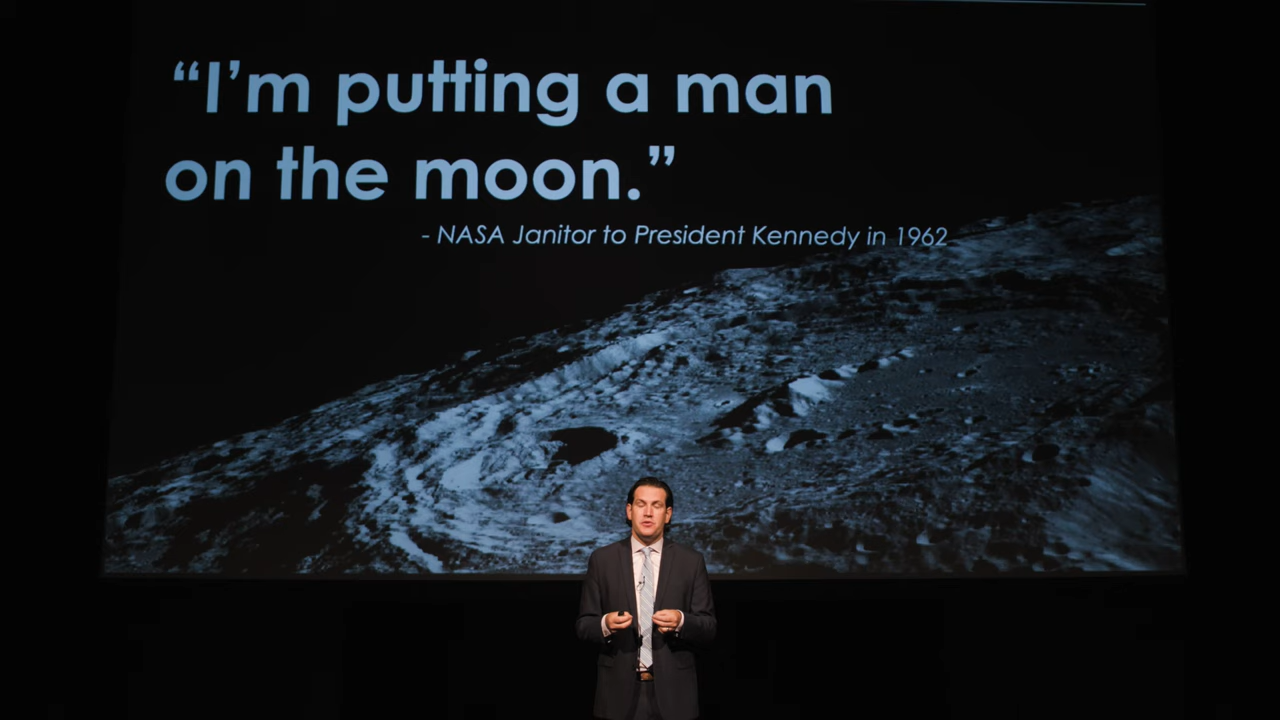 “I’m putting a man
on the moon.”
- NASA Janitor to President Kennedy in 1962